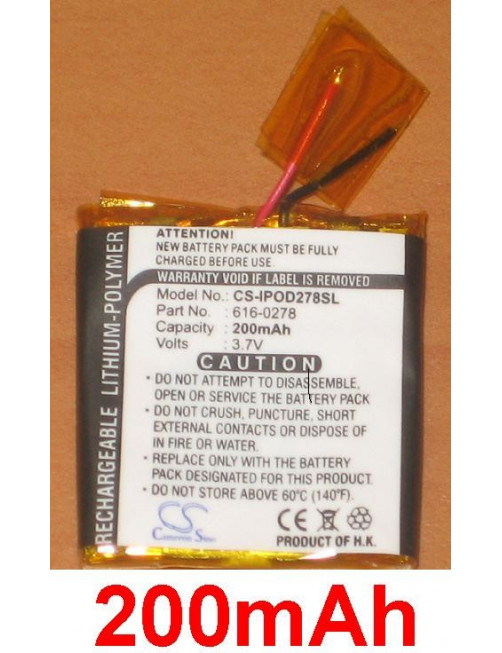 RECHARGEABLE LITHIUM-POLYMER
ATTENTION!
NEW BATTERY PACK MUST BE FULLY
CHARGED BEFORE USE.
WARRANTY VOID IF LABEL REMOVED
Model No.: CS-IPOD278SL
Part No. : 616-0278
Capacity : 200mAh
Volts : 3.7V
CAUTION
• DO NOT ATTEMPT TO DISASSEMBLE,
OPEN OR SERVICE THE BATTERY PACK
• DO NOT CRUSH, PUNCTURE, SHORT
EXTERNAL CONTACTS OR DISPOSE OF
IN FIRE OR WATER.
• REPLACE ONLY WITH THE BATTERY
PACK DESIGNATED FOR THIS PRODUCT.
• DO NOT STORE ABOVE 60°C (140°F).
CS
Cameron Sino
CE
PRODUCT OF H.K.
200mAh